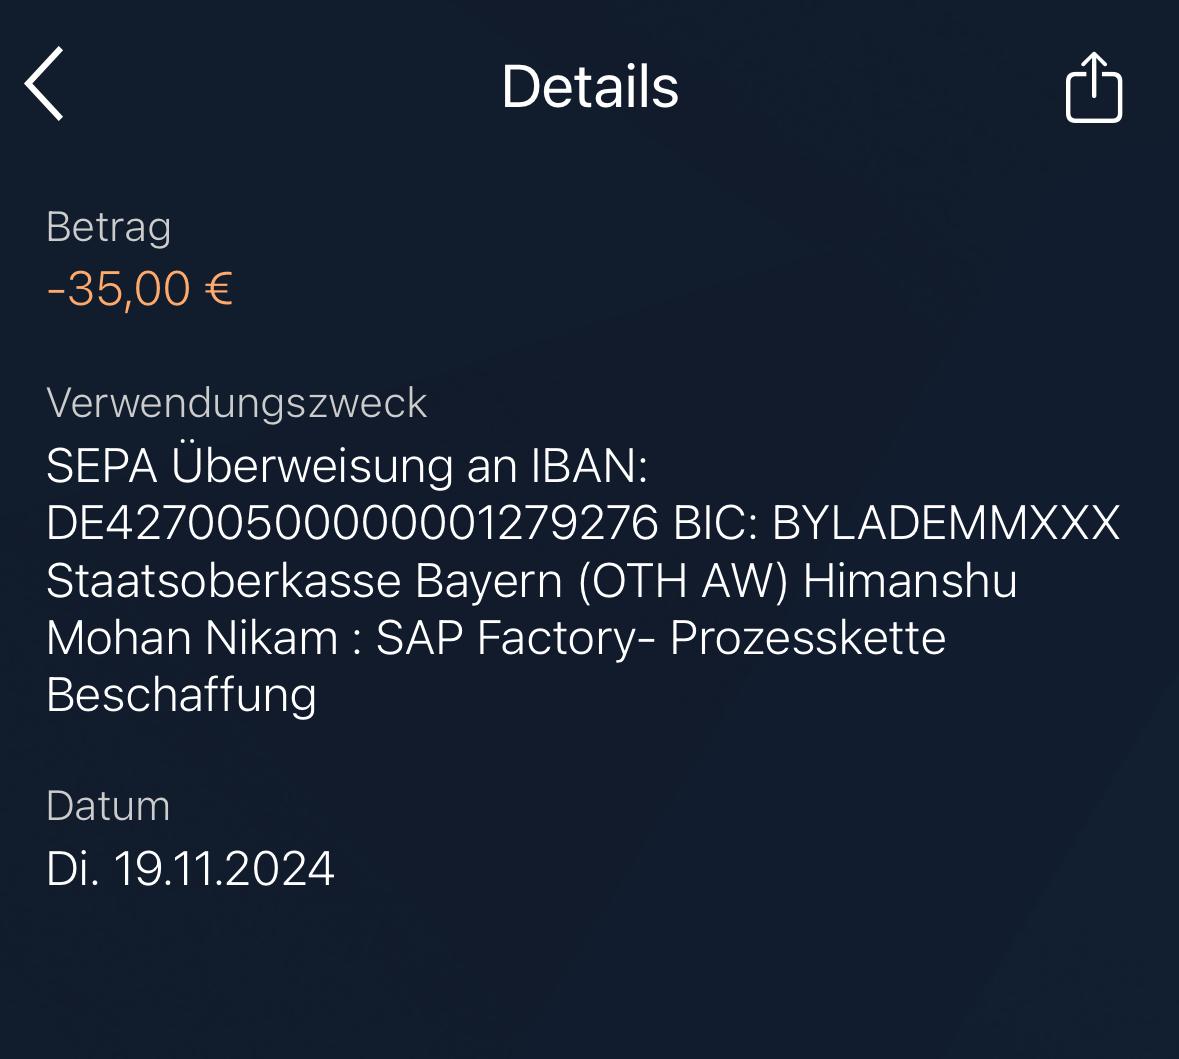 Details
Betrag
-35,00 €
Verwendungszweck
SEPA Überweisung an IBAN:
DE42700500000001279276 BIC: BYLADEMMXXX
Staatsoberkasse Bayern (OTH AW) Himanshu
Mohan Nikam : SAP Factory- Prozesskette
Beschaffung
Datum
Di. 19.11.2024